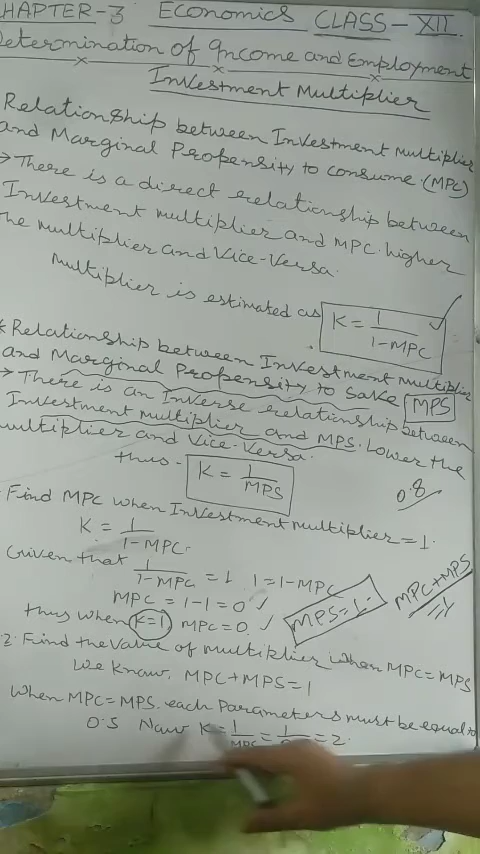 HAPTER-3 Economics CLASS-XII
Determination of Income and Employment
Investment Multiplier
Relationship between Investment multiplier
and Marginal Propensity to consume.(MPC)
→ There is a direct relationship between
Investment multiplier and MPC. higher
the multiplier and Vice-Versa.
Multiplier is estimated as K = 1/1-MPC ✓
* Relationship between Investment Multiplier
and Marginal Propensity to Sake MPS
→ There is an Inverse relationship between
Investment multiplier and MPS. Lower the
multiplier and Vice-Versa.
thus - K = 1/MPS
0.8
Find MPC when Investment multiplier = 1.
K = 1/1-MPC.
Given that 1/1-MPC = 1 1 = 1-MPC
MPC = 1-1 = 0 ✓
MPS = 1-
MPC+MPS = 1
thus when K=1 MPC = 0. ✓
2. Find the Value of multiplier when MPC = MPS
We Know, MPC + MPS = 1
When MPC = MPS. each Parameters must be equal to
0.5 Naw K = 1/MPS = 1/ = 2.